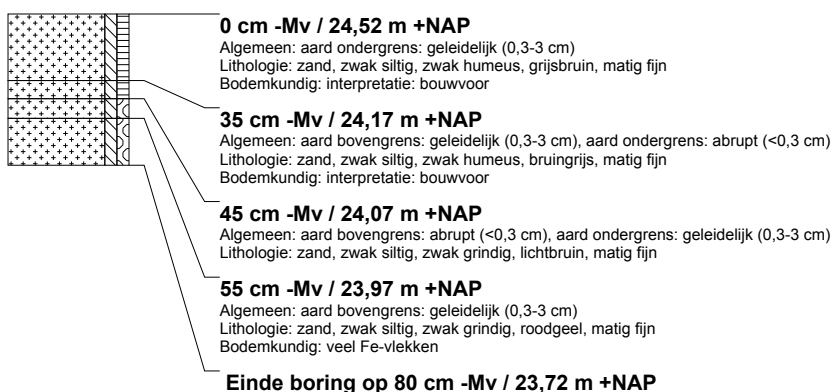 0 cm -Mv / 24,52 m +NAP
Algemeen: aard ondergrens: geleidelijk (0,3-3 cm)
Lithologie: zand, zwak siltig, zwak humeus, grijsbruin, matig fijn
Bodemkundig: interpretatie: bouwvoor
35 cm -Mv / 24,17 m +NAP
Algemeen: aard bovengrens: geleidelijk (0,3-3 cm), aard ondergrens: abrupt (<0,3 cm)
Lithologie: zand, zwak siltig, zwak humeus, bruingrijs, matig fijn
Bodemkundig: interpretatie: bouwvoor
45 cm -Mv / 24,07 m +NAP
Algemeen: aard bovengrens: abrupt (<0,3 cm), aard ondergrens: geleidelijk (0,3-3 cm)
Lithologie: zand, zwak siltig, zwak grindig, lichtbruin, matig fijn
55 cm -Mv / 23,97 m +NAP
Algemeen: aard bovengrens: geleidelijk (0,3-3 cm)
Lithologie: zand, zwak siltig, zwak grindig, roodgeel, matig fijn
Bodemkundig: veel Fe-vlekken
Einde boring op 80 cm -Mv / 23,72 m +NAP